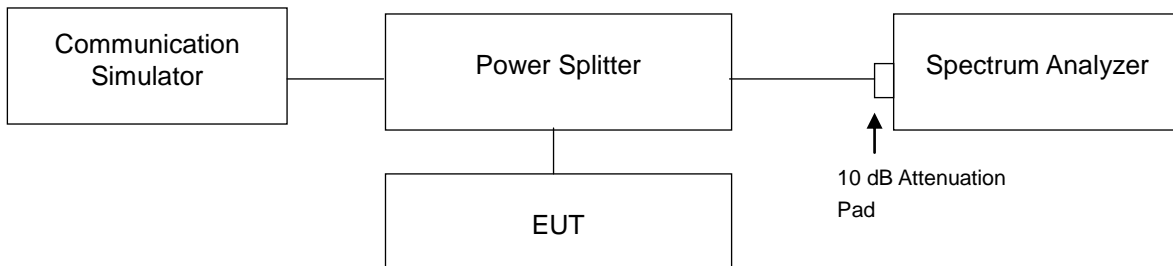 Communication
Simulator
Power Splitter
Spectrum Analyzer
10 dB Attenuation
Pad
EUT